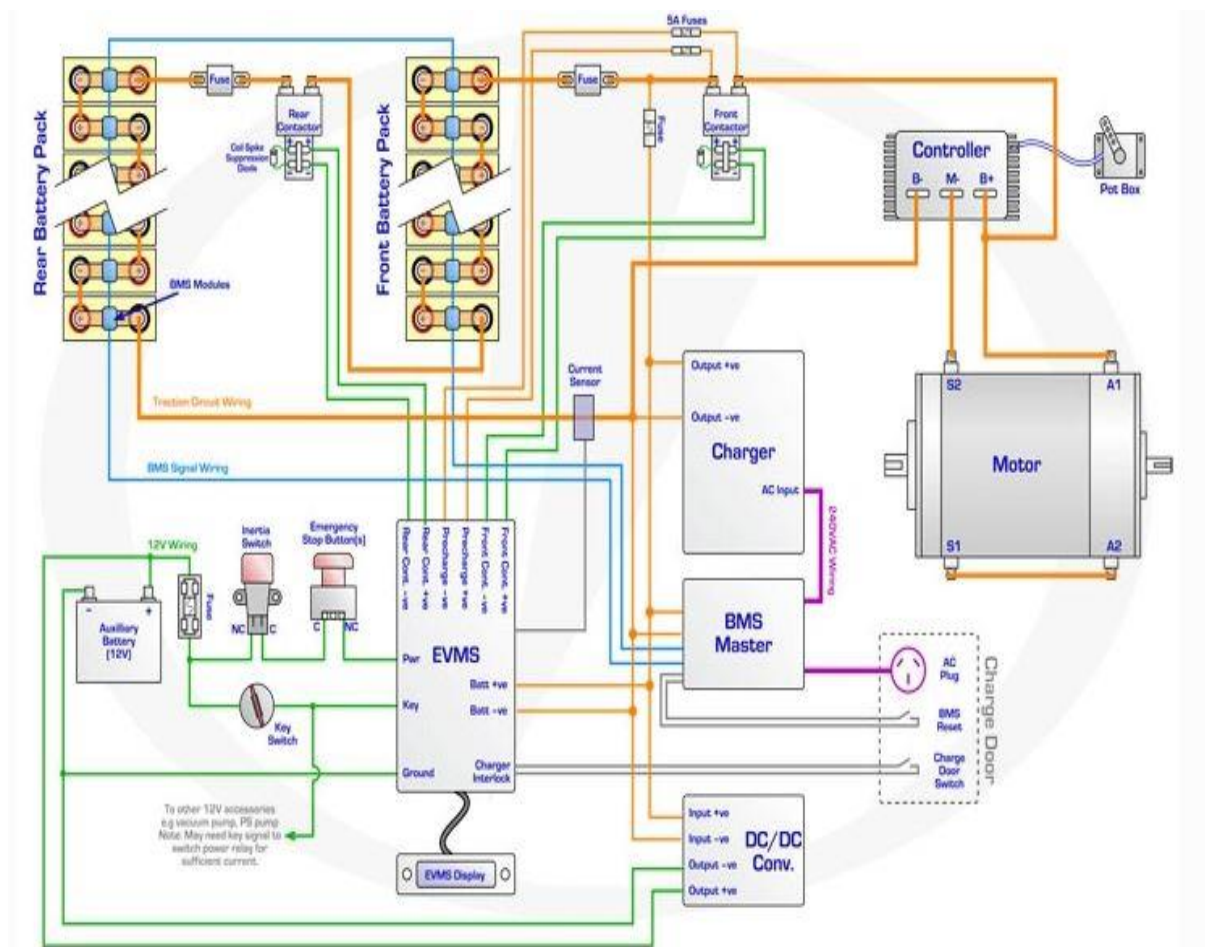 5A Fuses
Rear Battery Pack
Fuse
Rear
Contactor
Coil Spike
Suppression
Diode
Front Battery Pack
Fuse
Fuse
Front
Contactor
Controller
B-
M-
B+
Pot Box
BMS Modules
Current
Sensor
Traction Circuit Wiring
BMS Signal Wiring
Output +ve
Output -ve
Charger
AC Input
240VAC Wiring
S2
A1
Motor
S1
A2
12V Wiring
Inertia
Switch
Emergency
Stop Button(s)
Fuse
NC
C
C
NC
-
+
Auxiliary
Battery
(12V)
Key
Switch
Rear Cont. -ve
Rear Cont. +ve
Precharge -ve
Precharge +ve
Front Cont. -ve
Front Cont. +ve
Pwr
EVMS
Batt +ve
Key
Batt -ve
Ground
Charger
Interlock
BMS
Master
AC
Plug
BMS
Reset
Charge
Door
Switch
Charge Door
To other 12V accessories
e.g vacuum pump, PS pump
Note. May need key signal to
switch power relay for
sufficient current.
EVMS Display
Input +ve
Input -ve
DC/DC
Conv.
Output -ve
Output +ve